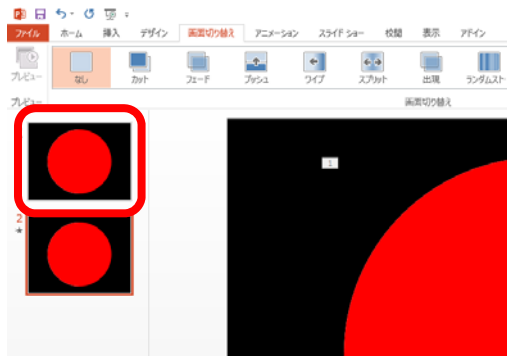 ファイル ホーム 挿入 デザイン 画面切り替え アニメーション スライド ショー 校閲 表示 アドイン
プレビュー なし カット フェード プッシュ ワイプ スプリット 出現 ランダムスト
プレビュー 画面切り替え
1
2